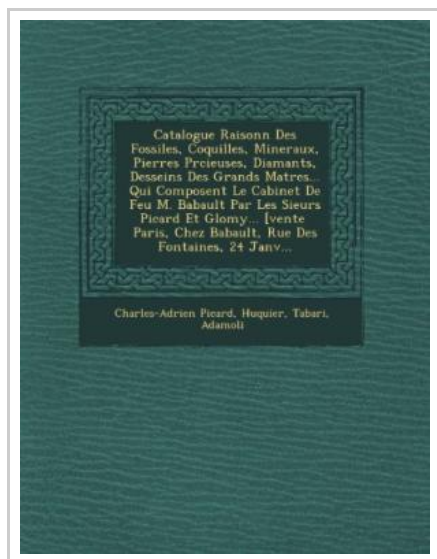 Catalogue Raisonn Des
Fossiles, Coquilles, Mineraux,
Pierres Prcieuses, Diamants,
Desseins Des Grands Matres...
Qui Composent Le Cabinet De
Feu M. Babault Par Les Sieurs
Picard Et Glomy... [vente
Paris, Chez Babault, Rue Des
Fontaines, 24 Janv...
Charles-Adrien Picard, Huquier, Tabari,
Adamoli